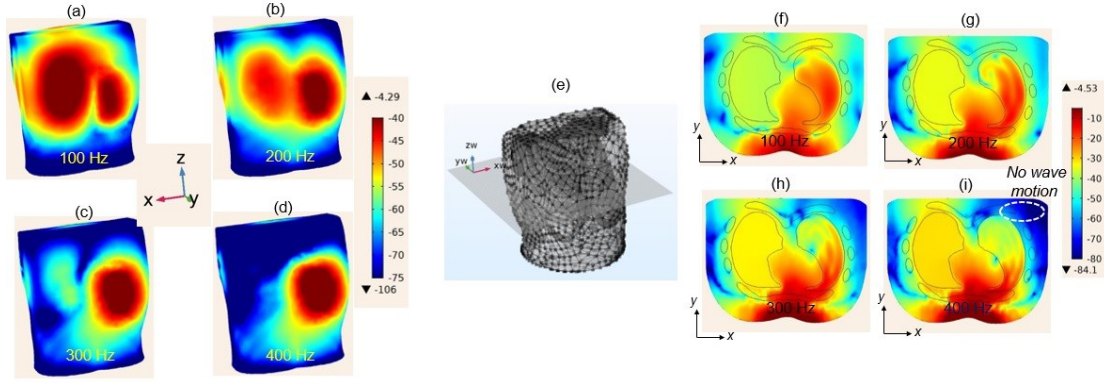 (a)
(b)
100 Hz
200 Hz
z
x
y
(c)
(d)
300 Hz
400 Hz
-4.29
-40
-45
-50
-55
-60
-65
-70
-75
-106
(e)
zw
yw
xw
(f)
(g)
y
x
100 Hz
y
x
200 Hz
(h)
(i)
No wave
motion
y
x
300 Hz
y
x
400 Hz
-4.53
-10
-20
-30
-40
-50
-60
-70
-80
-84.1